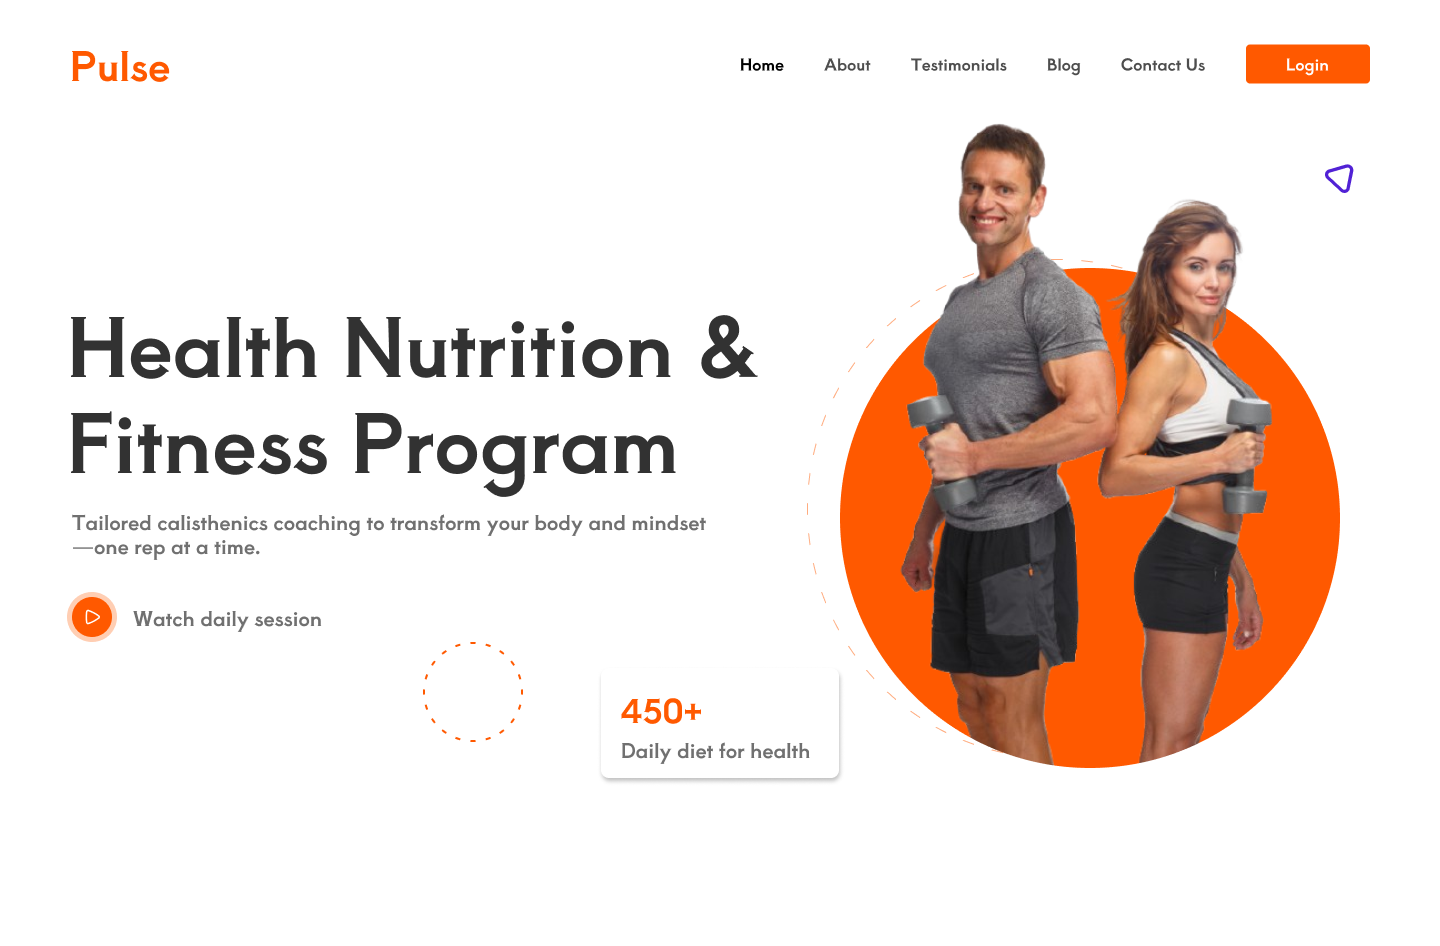 Pulse
Home About Testimonials Blog Contact Us Login
Health Nutrition &
Fitness Program
Tailored calisthenics coaching to transform your body and mindset
—one rep at a time.
Watch daily session
450+
Daily diet for health